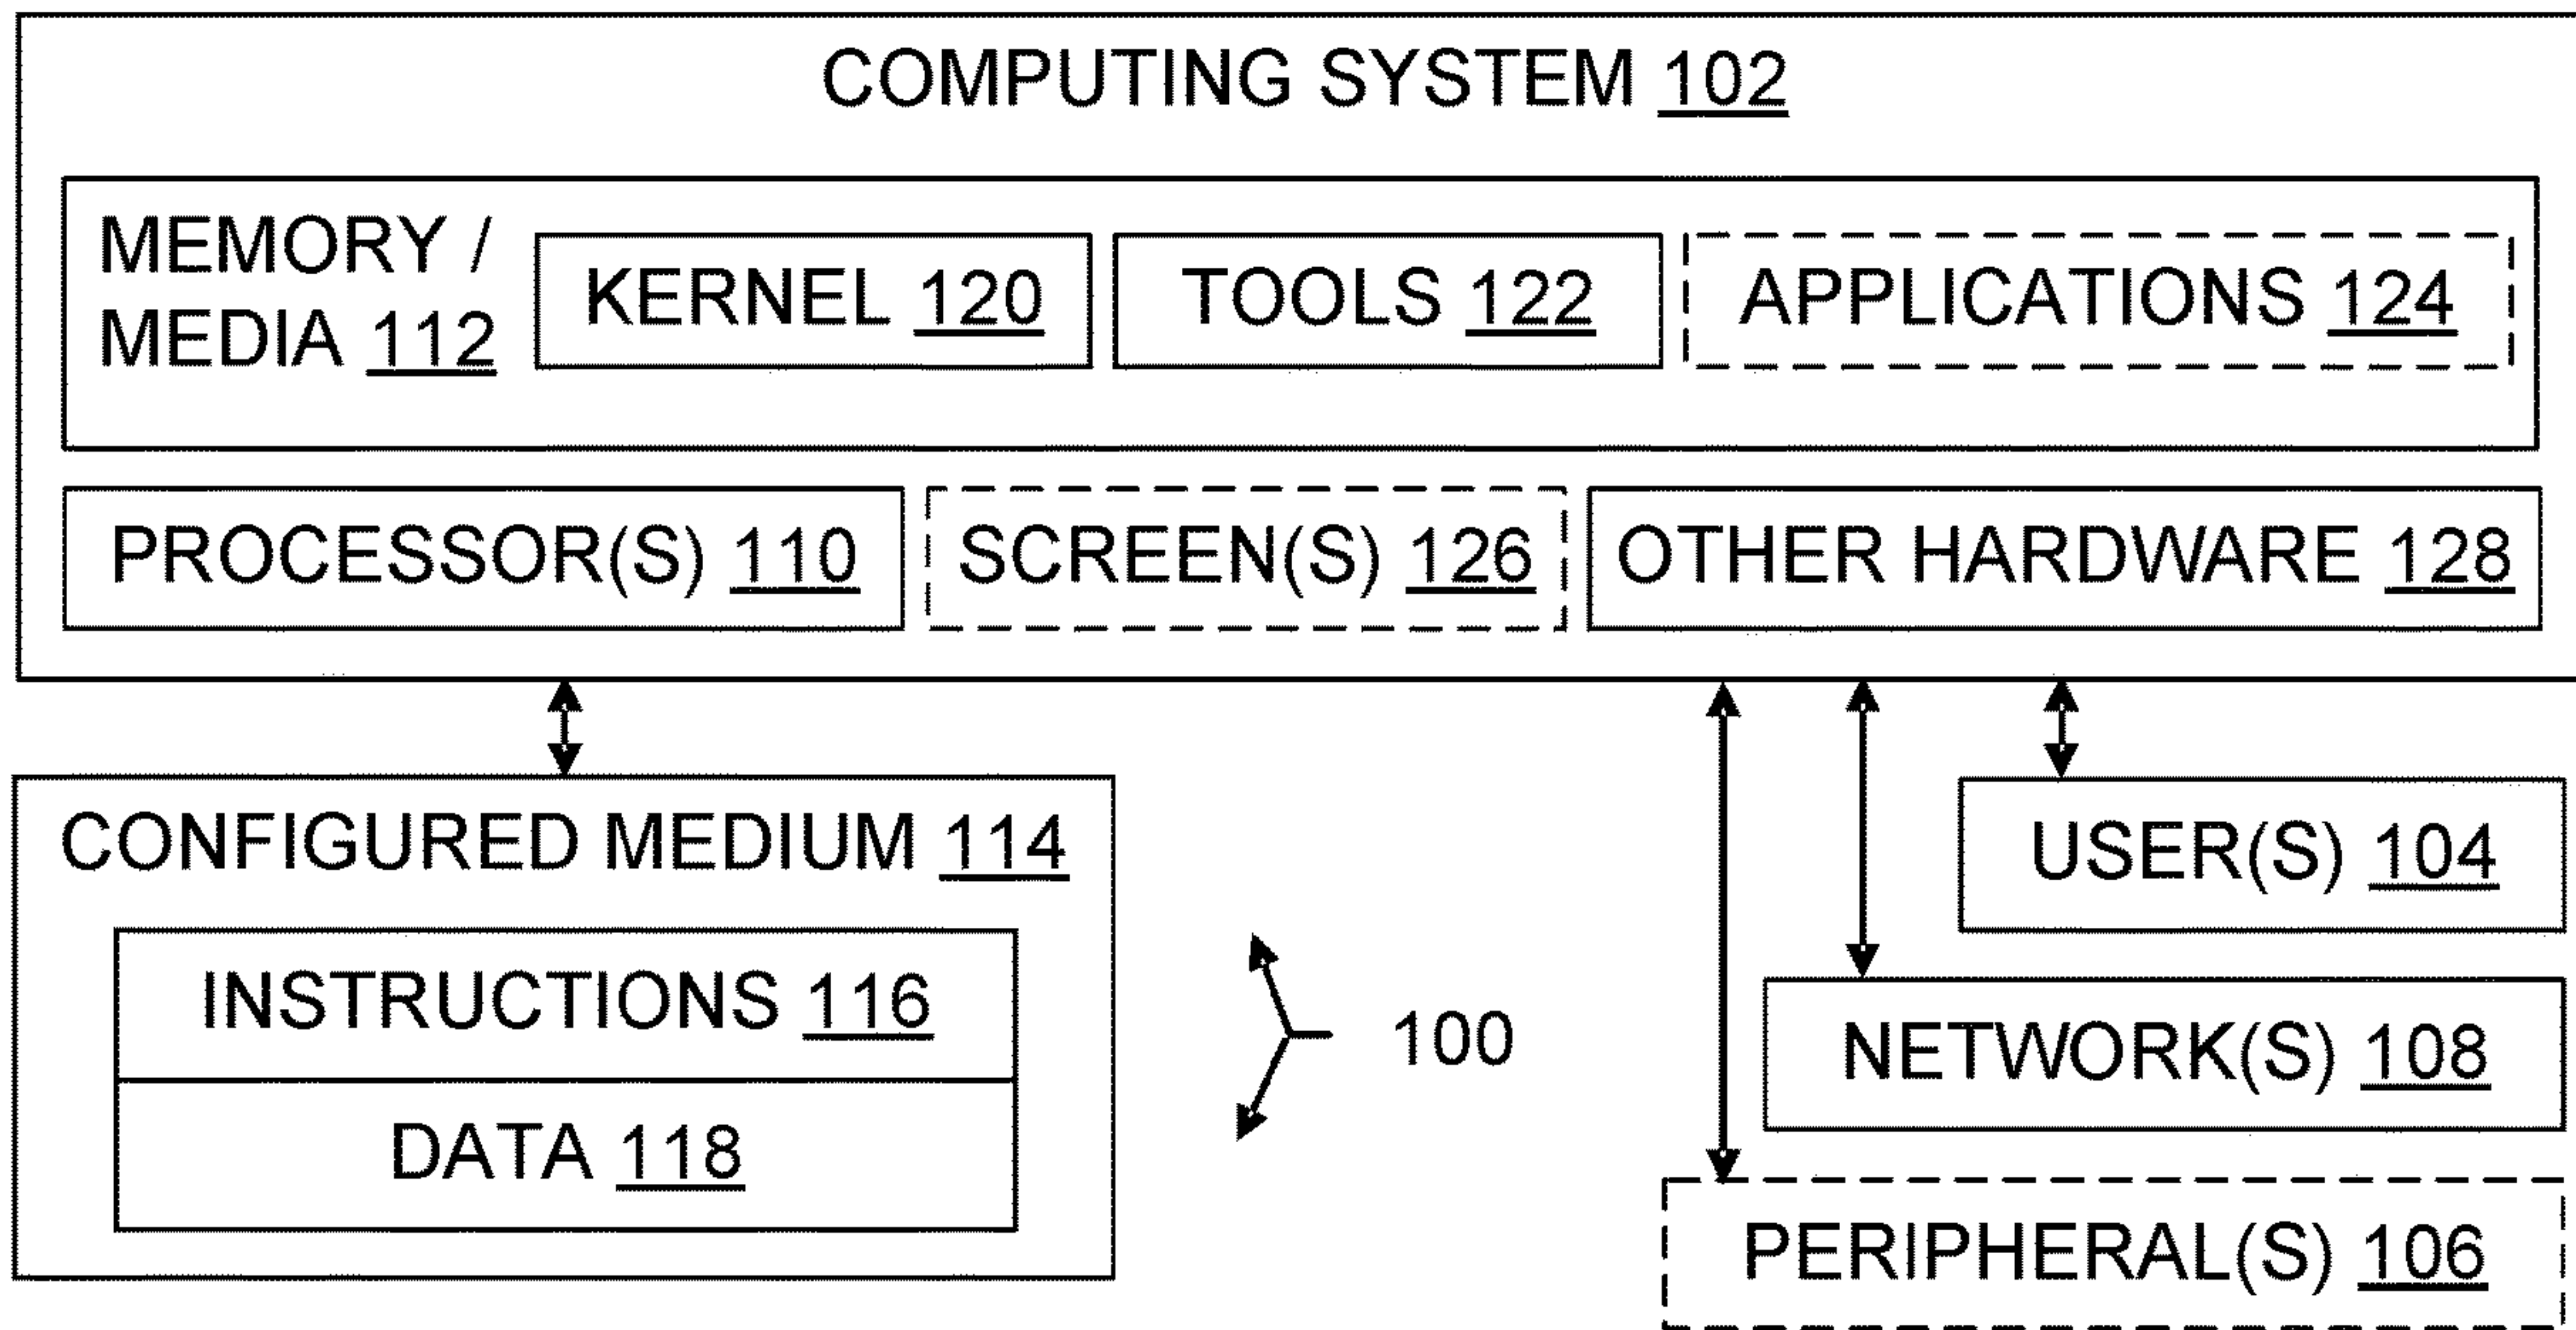 COMPUTING SYSTEM 102
MEMORY /
MEDIA 112
KERNEL 120
TOOLS 122
APPLICATIONS 124
PROCESSOR(S) 110
SCREEN(S) 126
OTHER HARDWARE 128
CONFIGURED MEDIUM 114
INSTRUCTIONS 116
DATA 118
100
USER(S) 104
NETWORK(S) 108
PERIPHERAL(S) 106